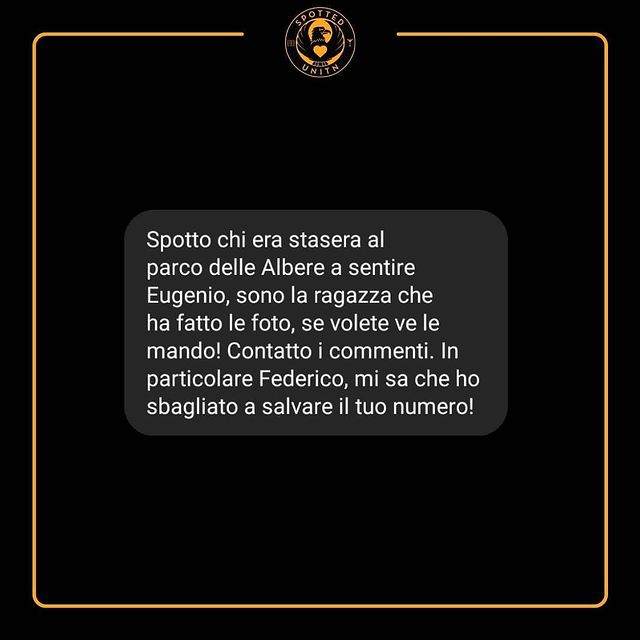 SPOTTED
UNITN
Spotto chi era stasera al
parco delle Albere a sentire
Eugenio, sono la ragazza che
ha fatto le foto, se volete ve le
mando! Contatto i commenti. In
particolare Federico, mi sa che ho
sbagliato a salvare il tuo numero!